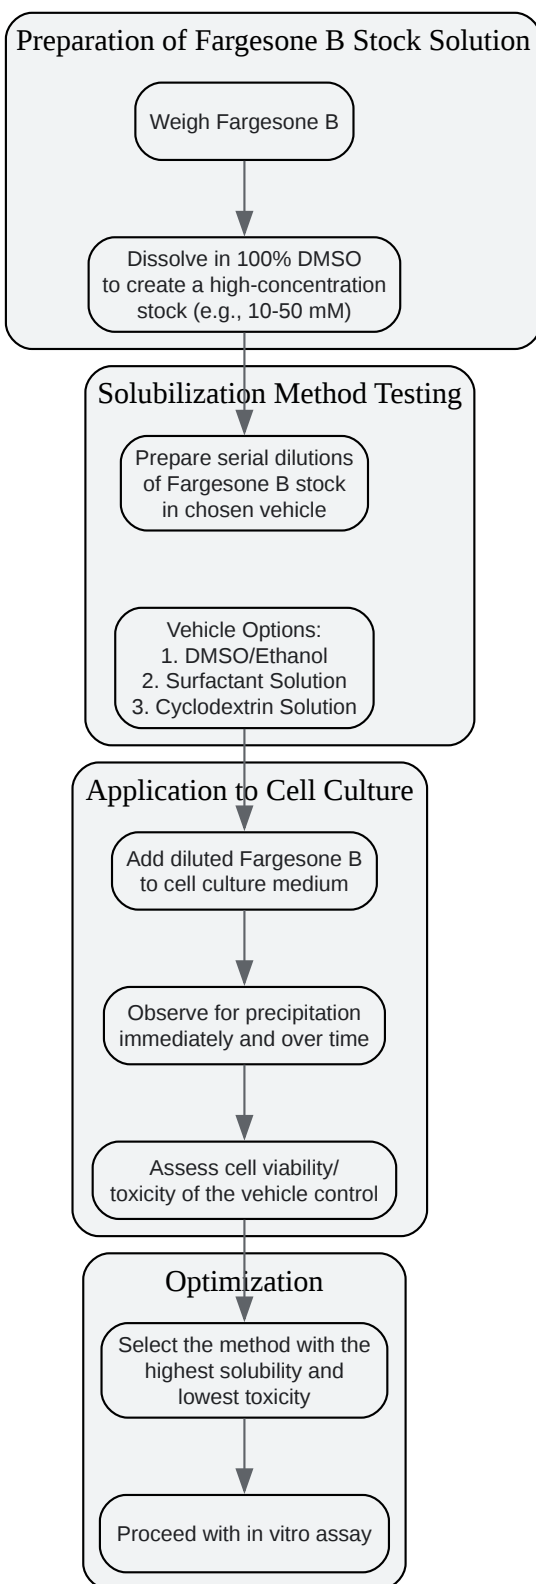 Preparation of Fargesone B Stock Solution
Weigh Fargesone B
Dissolve in 100% DMSO
to create a high-concentration
stock (e.g., 10-50 mM)
Solubilization Method Testing
Prepare serial dilutions
of Fargesone B stock
in chosen vehicle
Vehicle Options:
1. DMSO/Ethanol
2. Surfactant Solution
3. Cyclodextrin Solution
Application to Cell Culture
Add diluted Fargesone B
to cell culture medium
Observe for precipitation
immediately and over time
Assess cell viability/
toxicity of the vehicle control
Optimization
Select the method with the
highest solubility and
lowest toxicity
Proceed with in vitro assay